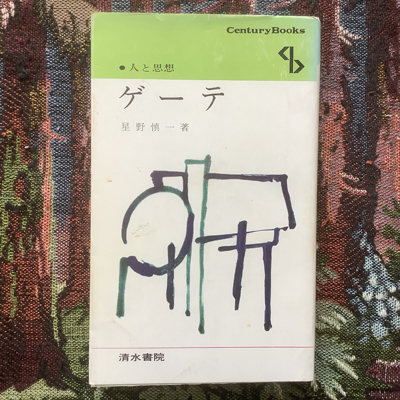 Century Books
●人と思想
ゲーテ
星野慎一著
清水書院